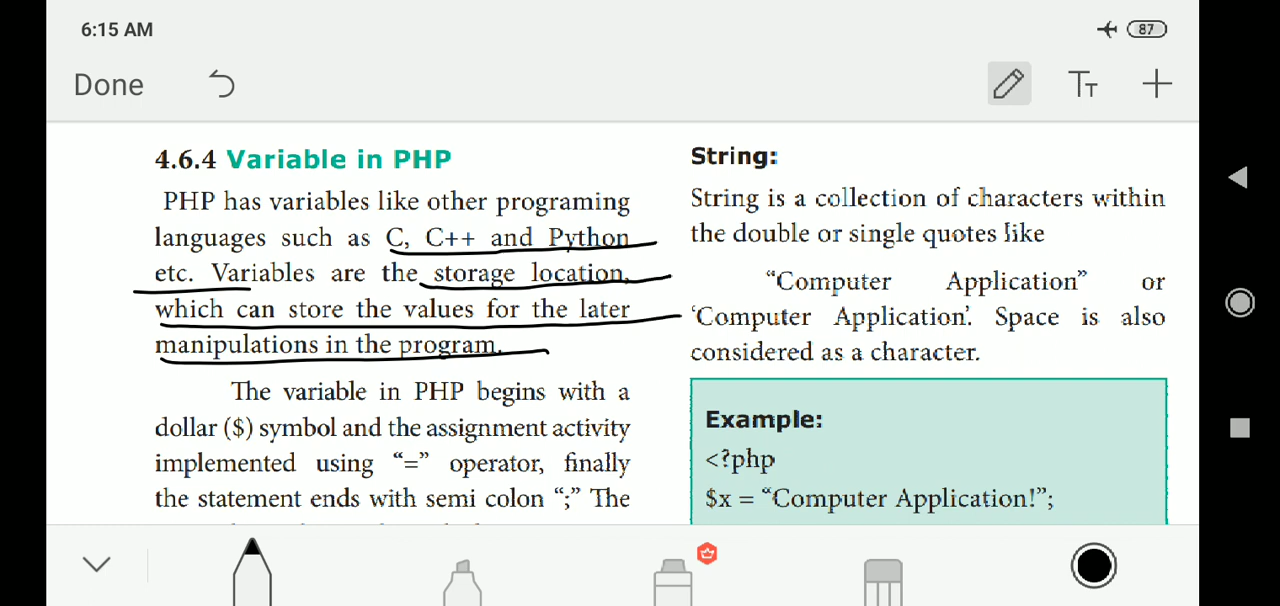 6:15 AM
87
Done
TT
4.6.4 Variable in PHP
PHP has variables like other programing
languages such as C, C++ and Python
etc. Variables are the storage location,
which can store the values for the later
manipulations in the program.
The variable in PHP begins with a
dollar ($) symbol and the assignment activity
implemented using “=” operator, finally
the statement ends with semi colon “;” The
String:
String is a collection of characters within
the double or single quotes like
“Computer Application” or
‘Computer Application’. Space is also
considered as a character.
Example:
<?php
$x = “Computer Application!”;